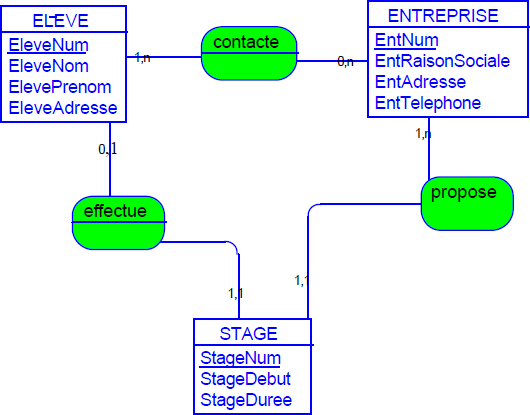 ELEVE
EleveNum
EleveNom
ElevePrenom
EleveAdresse
1,n
contacte
0,n
ENTREPRISE
EntNum
EntRaisonSociale
EntAdresse
EntTelephone
0,1
1,n
effectue
propose
1,1
1,1
STAGE
StageNum
StageDebut
StageDuree